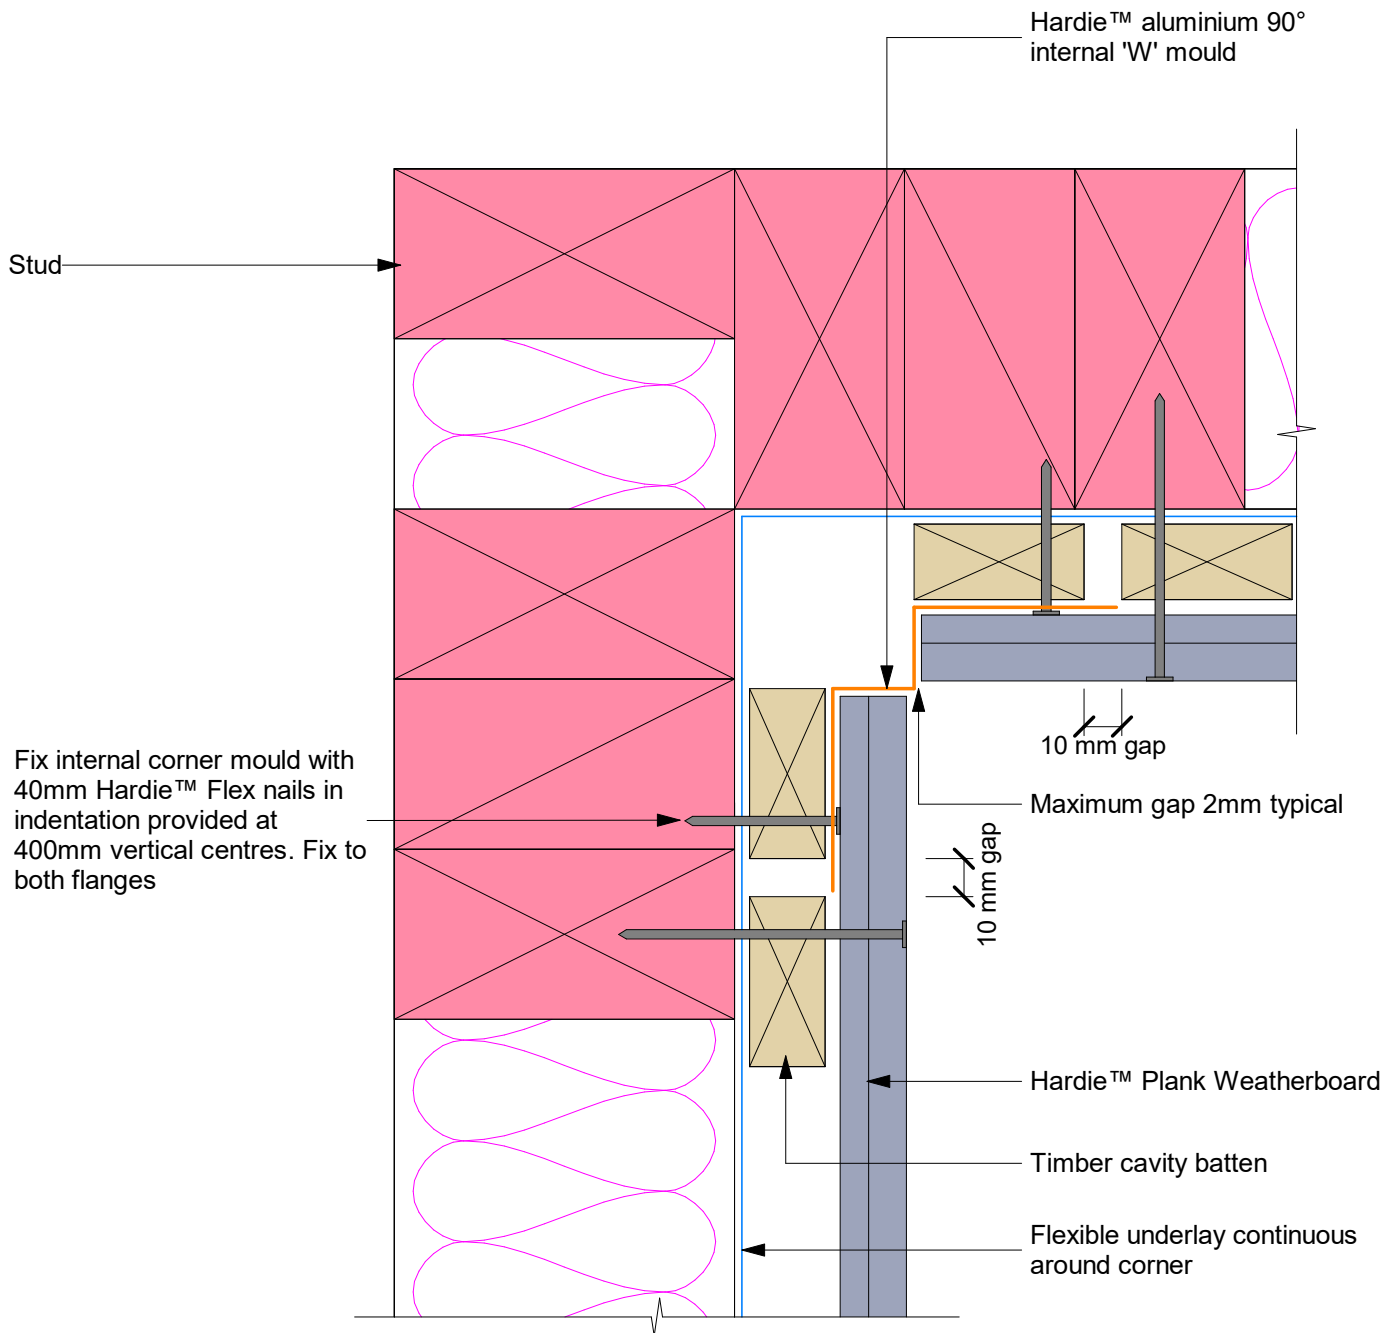 Hardie™ aluminium 90°
internal 'W' mould
Stud
Fix internal corner mould with
40mm Hardie™ Flex nails in
indentation provided at
400mm vertical centres. Fix to
both flanges
10 mm gap
Maximum gap 2mm typical
10 mm gap
Hardie™ Plank Weatherboard
Timber cavity batten
Flexible underlay continuous
around corner